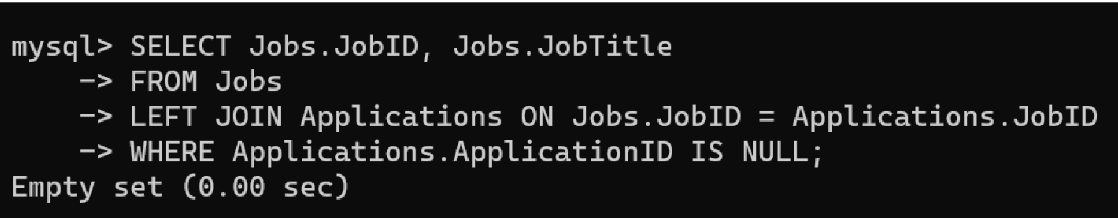 mysql> SELECT Jobs.JobID, Jobs.JobTitle
    -> FROM Jobs
    -> LEFT JOIN Applications ON Jobs.JobID = Applications.JobID
    -> WHERE Applications.ApplicationID IS NULL;
Empty set (0.00 sec)